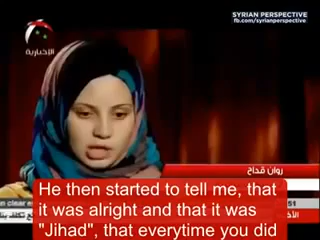 SYRIAN PERSPECTIVE
fb.com/syrianperspective
الإخبارية
روان قداح
He then started to tell me, that
it was alright and that it was
"Jihad", that everytime you did